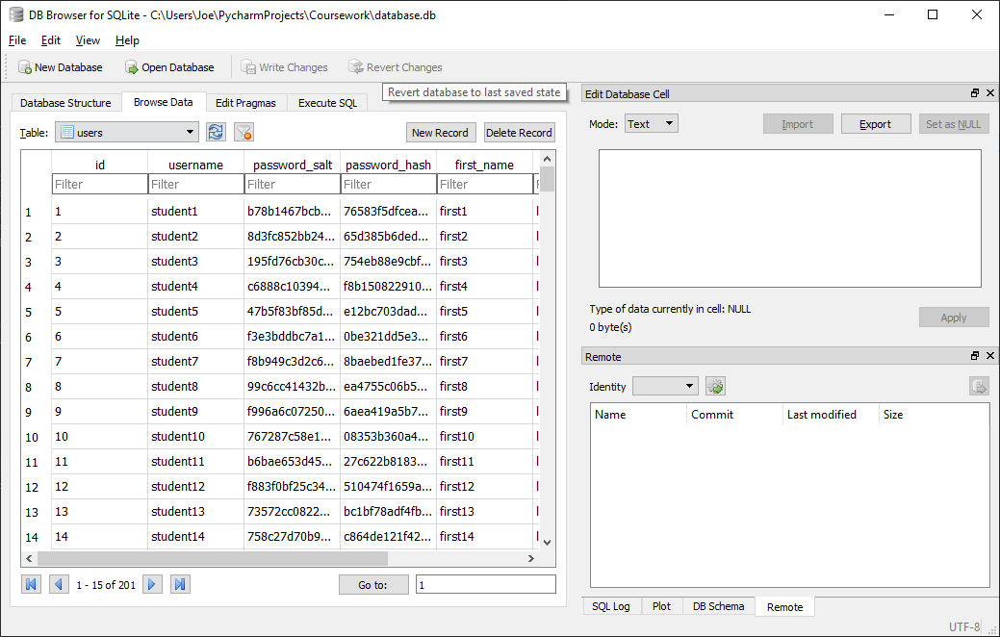 DB Browser for SQLite - C:\Users\Joe\PycharmProjects\Coursework\database.db
File Edit View Help
New Database Open Database Write Changes Revert Changes
Revert database to last saved state
Database Structure Browse Data Edit Pragmas Execute SQL
Table: users New Record Delete Record
id username password_salt password_hash first_name
Filter Filter Filter Filter Filter
1 1 student1 b78b1467bcb... 76583f5dfcea... first1
2 2 student2 8d3fc852bb24... 65d385b6ded... first2
3 3 student3 195fd76cb30c... 754eb88e9cbf... first3
4 4 student4 c6888c10394... f8b150822910... first4
5 5 student5 47b5f83bf85d... e12bc703dad... first5
6 6 student6 f3e3bddbc7a1... 0be321dd5e3... first6
7 7 student7 f8b949c3d2c6... 8baebed1fe37... first7
8 8 student8 99c6cc41432b... ea4755c06b5... first8
9 9 student9 f996a6c07250... 6aea419a5b7... first9
10 10 student10 767287c58e1... 08353b360a4... first10
11 11 student11 b6bae653d45... 27c622b8183... first11
12 12 student12 f883f0bf25c34... 510474f1659a... first12
13 13 student13 73572cc0822... bc1bf78adf4fb... first13
14 14 student14 758c27d70b9... c864de121f42... first14
1 - 15 of 201 Go to: 1
Edit Database Cell
Mode: Text Import Export Set as NULL
Type of data currently in cell: NULL
0 byte(s)
Apply
Remote
Identity
Name Commit Last modified Size
SQL Log Plot DB Schema Remote
UTF-8